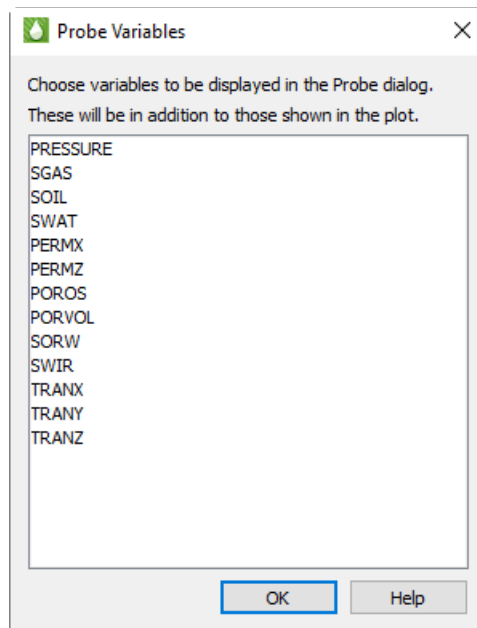 Probe Variables
Choose variables to be displayed in the Probe dialog.
These will be in addition to those shown in the plot.
PRESSURE
SGAS
SOIL
SWAT
PERMX
PERMZ
POROS
PORVOL
SORW
SWIR
TRANX
TRANY
TRANZ
OK
Help